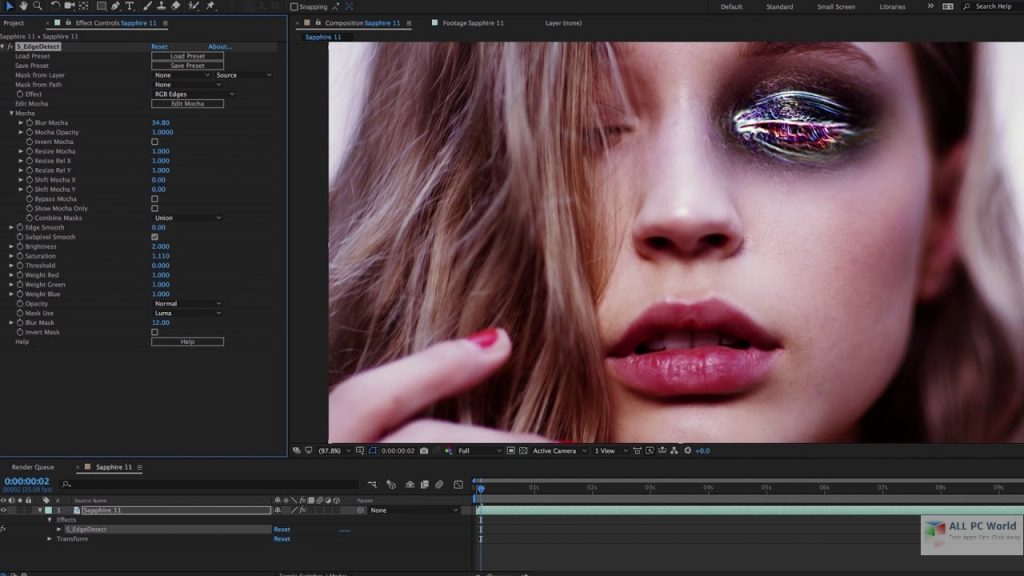 Snapping
Default
Standard
Small Screen
Libraries
Search Help
Project
Effect Controls Sapphire 11
Composition Sapphire 11
Footage Sapphire 11
Layer (none)
Sapphire 11 • Sapphire 11
Sapphire 11
fx S_EdgeDetect
Reset
About...
Load Preset
Load Preset
Save Preset
Save Preset
Mask from Layer
None
Source
Mask from Path
None
Effect
RGB Edges
Edit Mocha
Edit Mocha
Mocha
Blur Mocha
34.80
Mocha Opacity
1.0000
Invert Mocha
Resize Mocha
1.000
Resize Rel X
1.000
Resize Rel Y
1.000
Shift Mocha X
0.00
Shift Mocha Y
0.00
Bypass Mocha
Show Mocha Only
Combine Masks
Union
Edge Smooth
0.00
Subpixel Smooth
Brightness
2.000
Saturation
1.110
Threshold
0.000
Weight Red
1.000
Weight Green
1.000
Weight Blue
1.000
Opacity
Normal
Mask Use
Luma
Blur Mask
12.00
Invert Mask
Help
Help
(97.8%)
0:00:00:02
Full
Active Camera
1 View
+0.0
Render Queue
Sapphire 11
0:00:00:02
00002 (25.00 fps)
01s
02s
03s
04s
05s
06s
07s
08s
09s
#
Source Name
Parent
1
Sapphire 11
None
Effects
fx
S_EdgeDetect
Reset
Transform
Reset
ALL PC World
Free Apps One Click Away
Toggle Switches / Modes